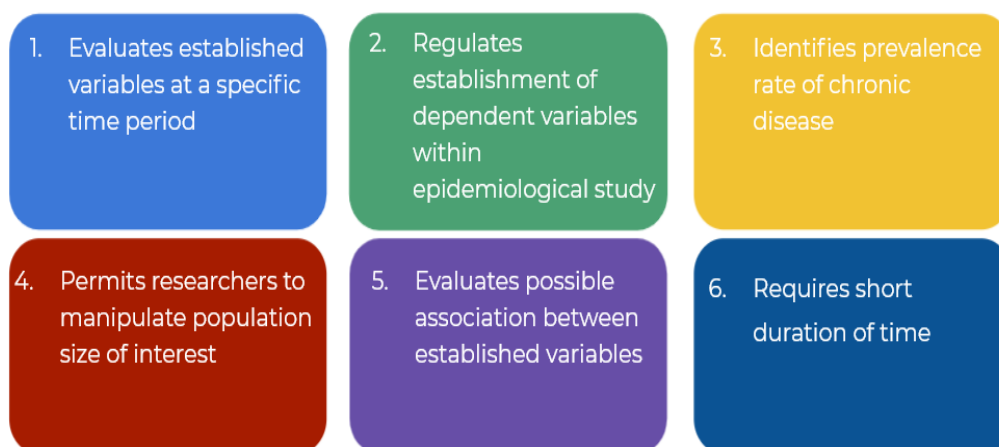 1. Evaluates established
variables at a specific
time period
2. Regulates
establishment of
dependent variables
within
epidemiological study
3. Identifies prevalence
rate of chronic
disease
4. Permits researchers to
manipulate population
size of interest
5. Evaluates possible
association between
established variables
6. Requires short
duration of time